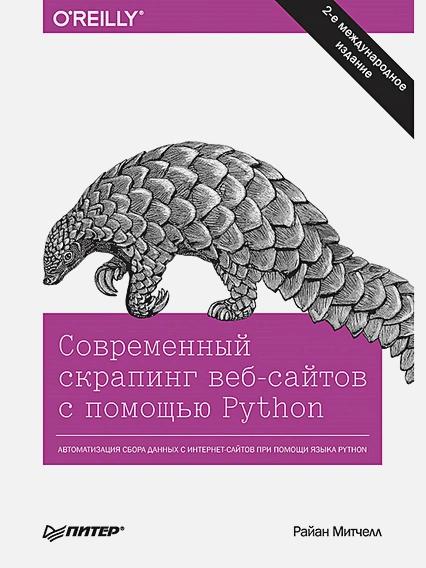 O'REILLY®
2-е международное
издание
Современный
скрапинг веб-сайтов
с помощью Python
АВТОМАТИЗАЦИЯ СБОРА ДАННЫХ С ИНТЕРНЕТ-САЙТОВ ПРИ ПОМОЩИ ЯЗЫКА PYTHON
ПИТЕР®
Райан Митчелл